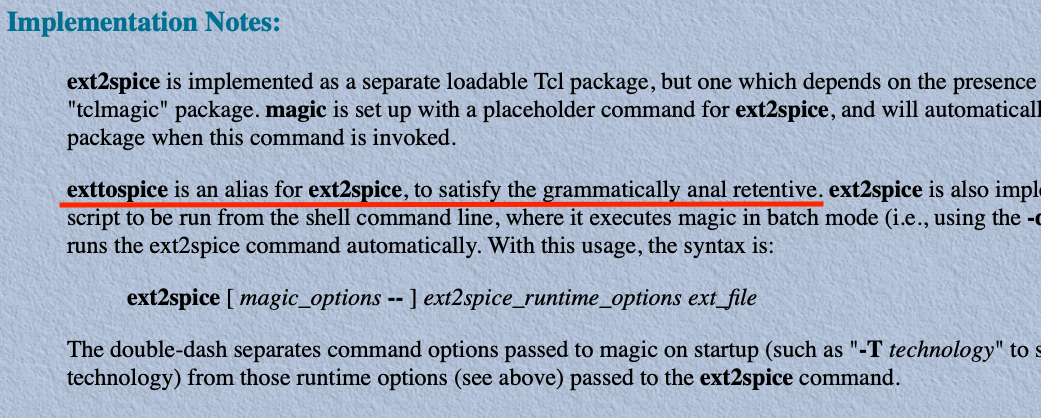 Implementation Notes:
ext2spice is implemented as a separate loadable Tcl package, but one which depends on the presence
"tclmagic" package. magic is set up with a placeholder command for ext2spice, and will
package when this command is invoked.
exttospice is an alias for ext2spice, to satisfy the grammatically anal retentive. ext2spice is also
script to be run from the shell command line, where it executes magic in batch mode (i.e., using the
runs the ext2spice command automatically. With this usage, the syntax is:
ext2spice [ magic_options -- ] ext2spice_runtime_options ext_file
The double-dash separates command options passed to magic on startup (such as "-T technology" to
technology) from those runtime options (see above) passed to the ext2spice command.